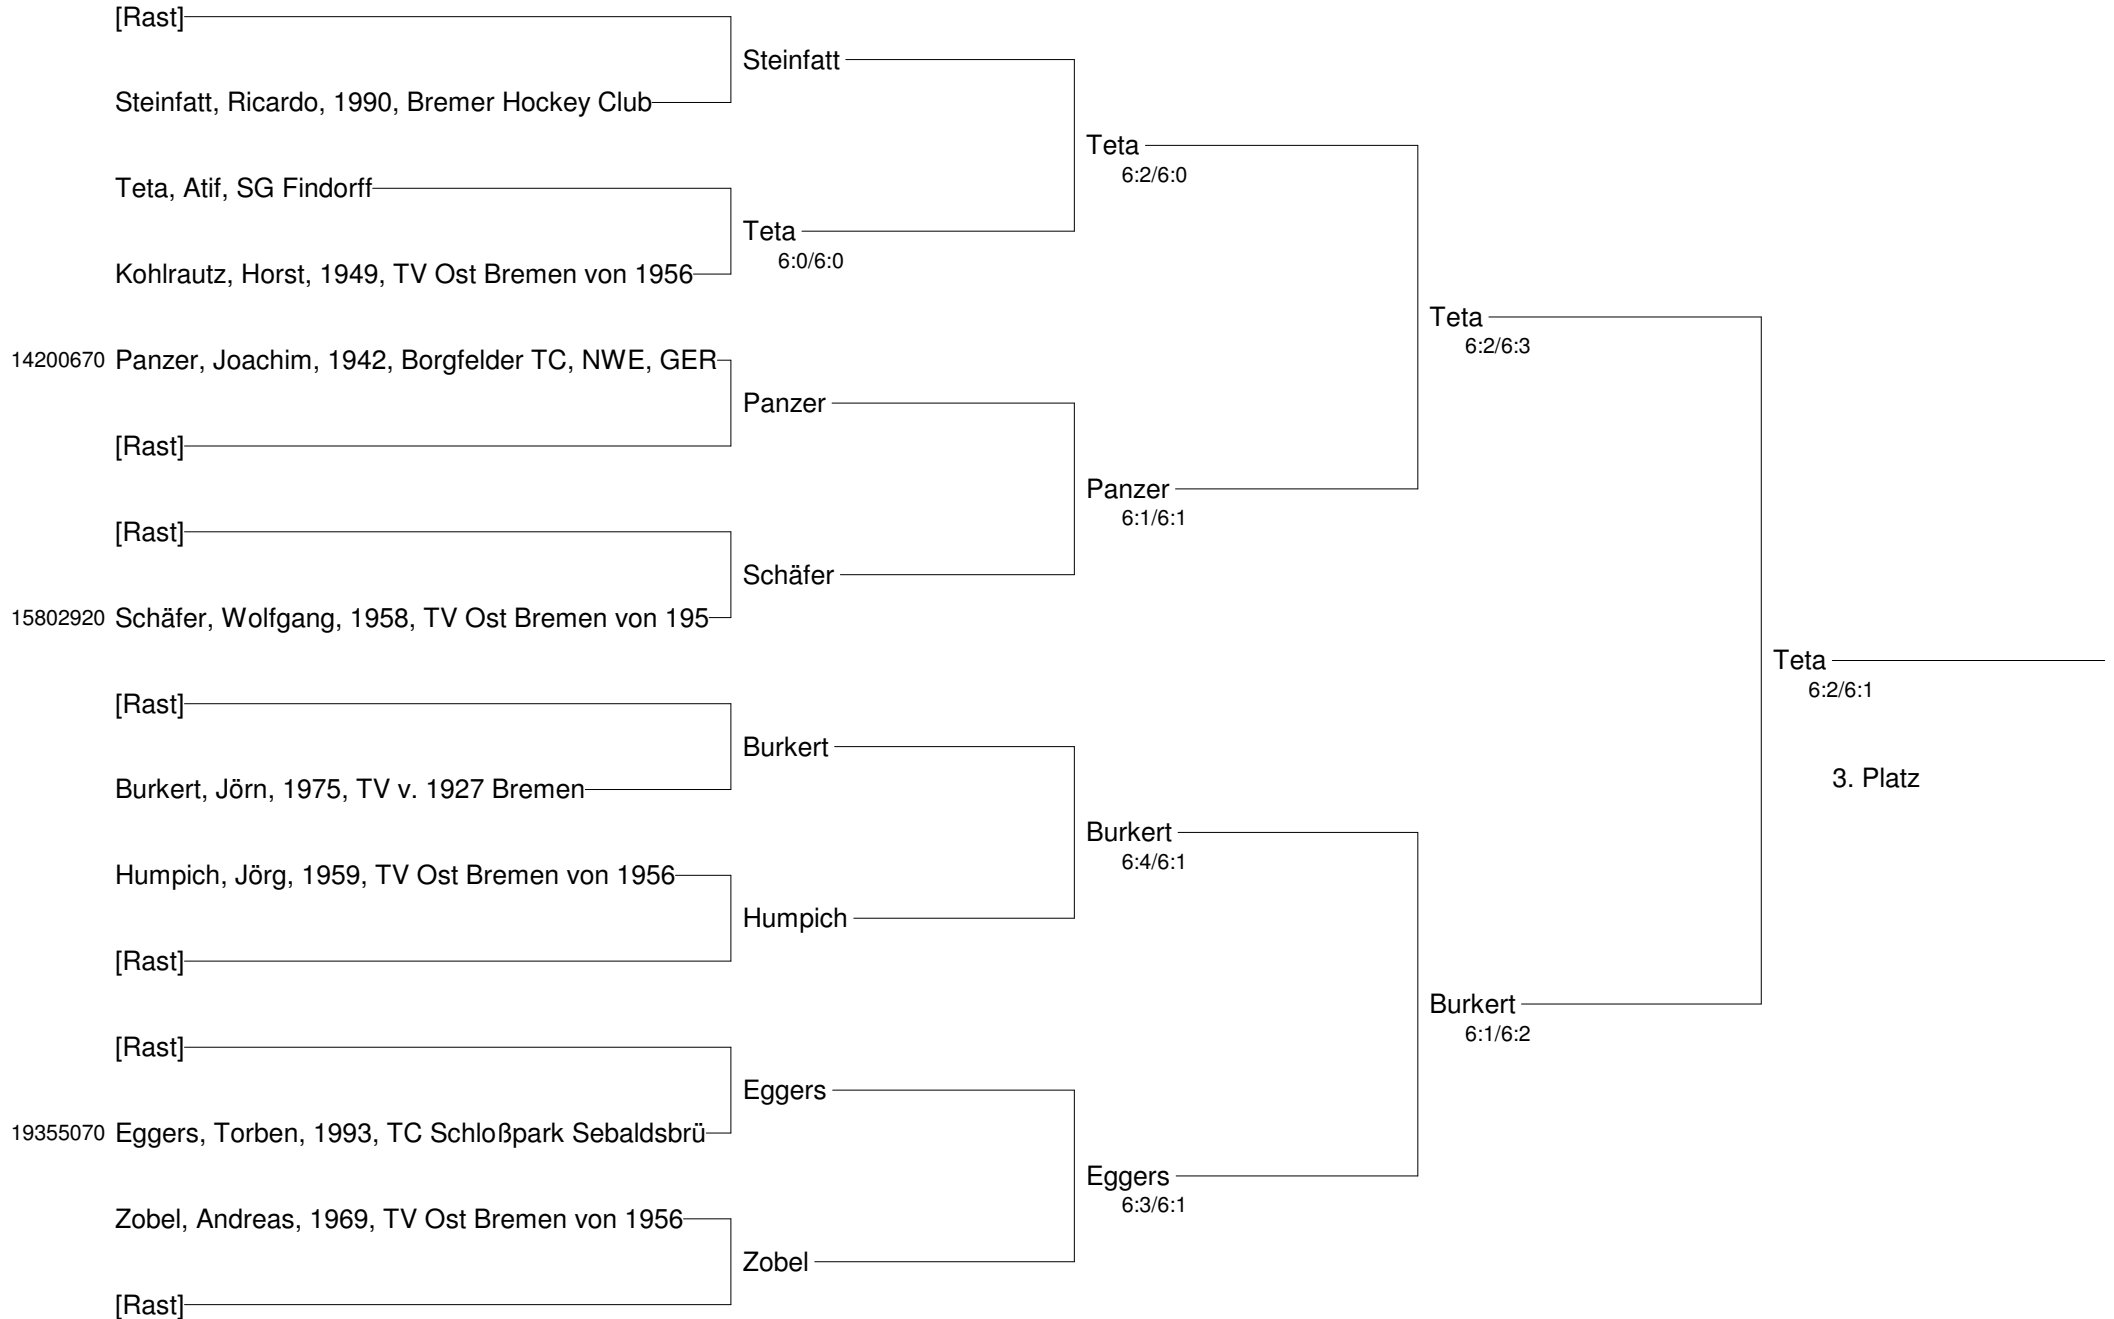 [Rast]
Steinfatt
Steinfatt, Ricardo, 1990, Bremer Hockey Club
Teta
6:2/6:0
Teta, Atif, SG Findorff
Teta
6:0/6:0
Kohlrautz, Horst, 1949, TV Ost Bremen von 1956
Teta
6:2/6:3
14200670 Panzer, Joachim, 1942, Borgfelder TC, NWE, GER
Panzer
[Rast]
Panzer
6:1/6:1
[Rast]
Schäfer
15802920 Schäfer, Wolfgang, 1958, TV Ost Bremen von 195
Teta
6:2/6:1
[Rast]
Burkert
3. Platz
Burkert, Jörn, 1975, TV v. 1927 Bremen
Burkert
6:4/6:1
Humpich, Jörg, 1959, TV Ost Bremen von 1956
Humpich
[Rast]
Burkert
6:1/6:2
[Rast]
Eggers
19355070 Eggers, Torben, 1993, TC Schloßpark Sebaldsbrü
Eggers
6:3/6:1
Zobel, Andreas, 1969, TV Ost Bremen von 1956
Zobel
[Rast]